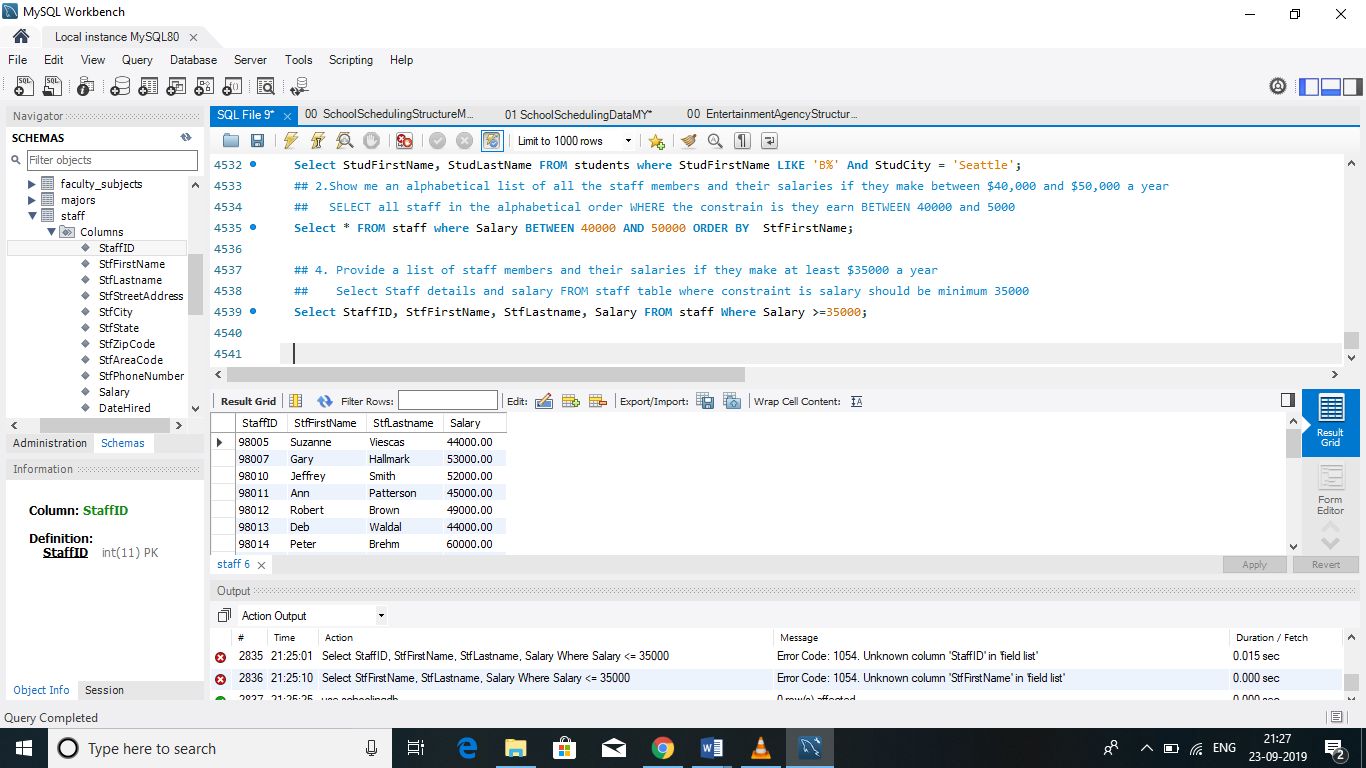 MySQL Workbench
Local instance MySQL80
File Edit View Query Database Server Tools Scripting Help
Navigator
SCHEMAS
Filter objects
faculty_subjects
majors
staff
Columns
StaffID
StfFirstName
StfLastname
StfStreetAddress
StfCity
StfState
StfZipCode
StfAreaCode
StfPhoneNumber
Salary
DateHired
Administration Schemas
Information
Column: StaffID
Definition:
StaffID int(11) PK
Object Info Session
SQL File 9* 00 SchoolSchedulingStructureM... 01 SchoolSchedulingDataMY* 00 EntertainmentAgencyStructur...
Limit to 1000 rows
4532 Select StudFirstName, StudLastName FROM students where StudFirstName LIKE 'B%' And StudCity = 'Seattle';
4533 ## 2.Show me an alphabetical list of all the staff members and their salaries if they make between $40,000 and $50,000 a year
4534 ## SELECT all staff in the alphabetical order WHERE the constrain is they earn BETWEEN 40000 and 5000
4535 Select * FROM staff where Salary BETWEEN 40000 AND 50000 ORDER BY StfFirstName;
4536
4537 ## 4. Provide a list of staff members and their salaries if they make at least $35000 a year
4538 ## Select Staff details and salary FROM staff table where constraint is salary should be minimum 35000
4539 Select StaffID, StfFirstName, StfLastname, Salary FROM staff Where Salary >=35000;
4540
4541
Result Grid Filter Rows: Edit: Export/Import: Wrap Cell Content:
StaffID StfFirstName StfLastname Salary
98005 Suzanne Viescas 44000.00
98007 Gary Hallmark 53000.00
98010 Jeffrey Smith 52000.00
98011 Ann Patterson 45000.00
98012 Robert Brown 49000.00
98013 Deb Waldal 44000.00
98014 Peter Brehm 60000.00
Result Grid
Form Editor
staff 6
Apply Revert
Output
Action Output
# Time Action Message Duration / Fetch
2835 21:25:01 Select StaffID, StfFirstName, StfLastname, Salary Where Salary <= 35000 Error Code: 1054. Unknown column 'StaffID' in 'field list' 0.015 sec
2836 21:25:10 Select StfFirstName, StfLastname, Salary Where Salary <= 35000 Error Code: 1054. Unknown column 'StfFirstName' in 'field list' 0.000 sec
2837 21:25:25 use schoolingdb 0 row(s) affected 0.000 sec
Query Completed
Type here to search
ENG
21:27
23-09-2019
2